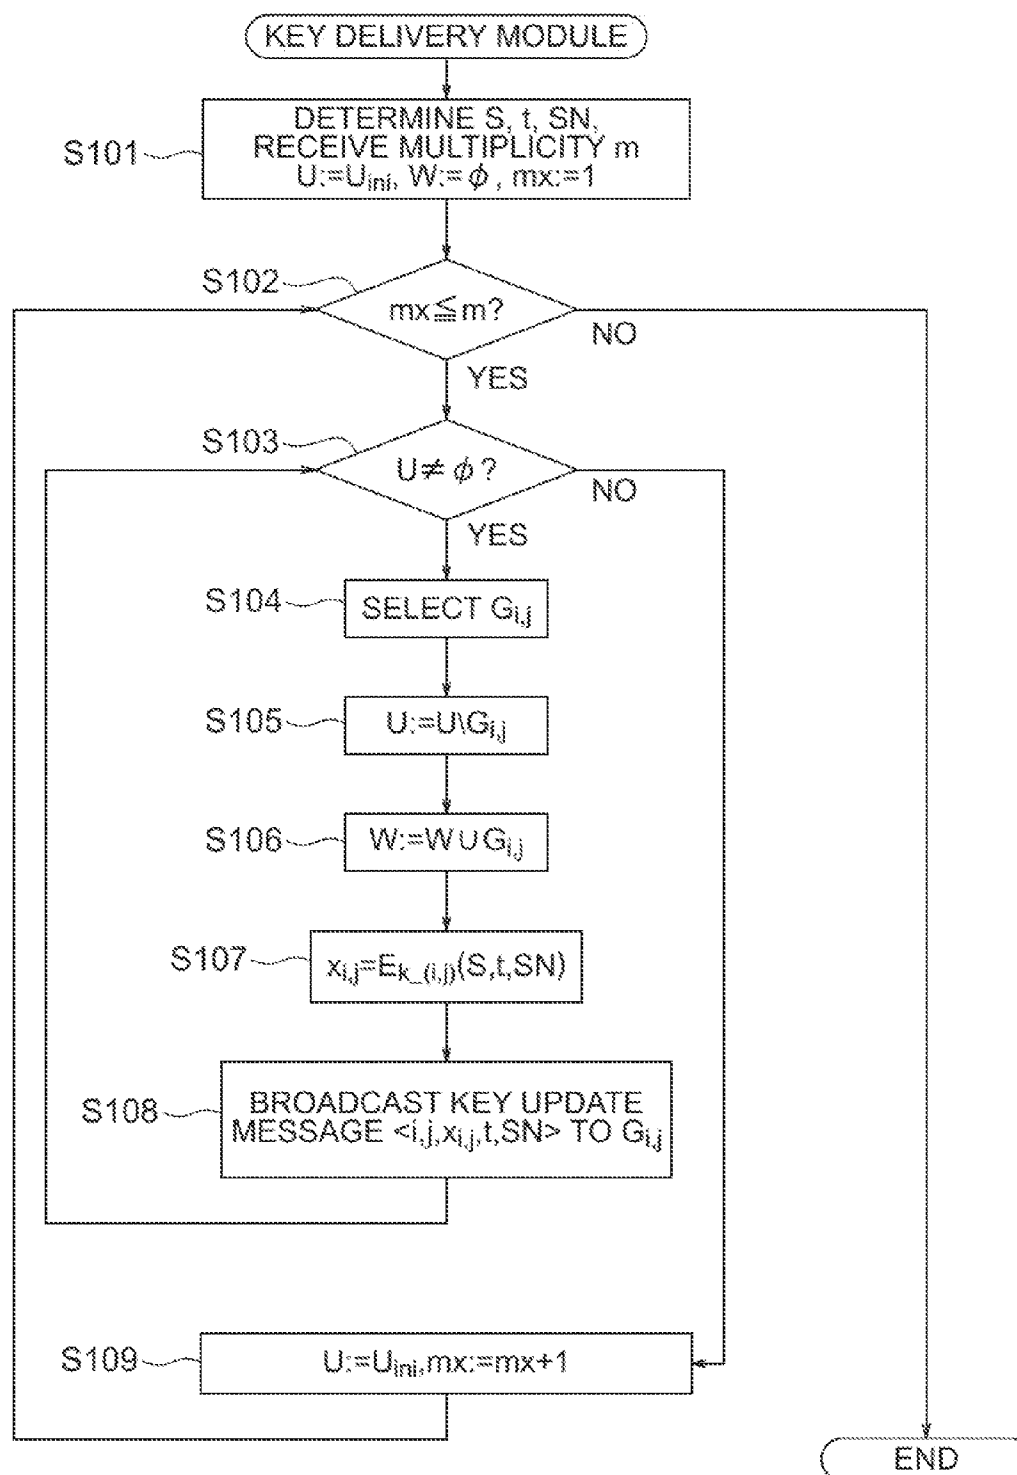 KEY DELIVERY MODULE
S101
DETERMINE S, t, SN,
RECEIVE MULTIPLICITY m
U:=Uini, W:=ϕ, mx:=1
S102
mx≦m?
NO
YES
S103
U≠ϕ?
NO
YES
S104
SELECT Gi,j
S105
U:=U\Gi,j
S106
W:=W∪Gi,j
S107
xi,j=Ek_(i,j)(S,t,SN)
S108
BROADCAST KEY UPDATE
MESSAGE <i,j,xi,j,t,SN> TO Gi,j
S109
U:=Uini,mx:=mx+1
END